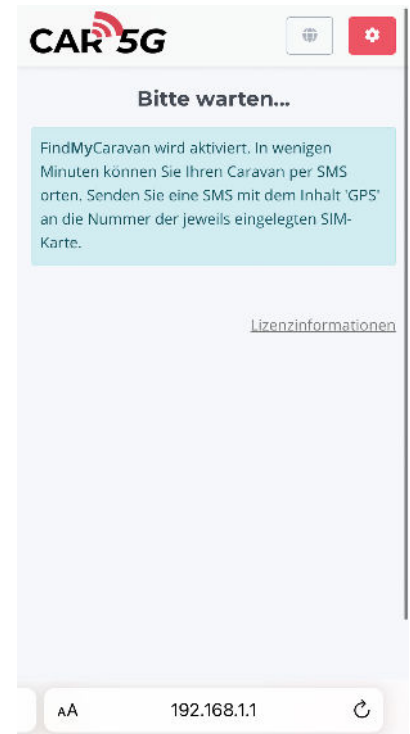 CAR 5G
Bitte warten...
FindMyCaravan wird aktiviert. In wenigen
Minuten können Sie Ihren Caravan per SMS
orten. Senden Sie eine SMS mit dem Inhalt 'GPS'
an die Nummer der jeweils eingelegten SIM-
Karte.
Lizenzinformationen
AA 192.168.1.1